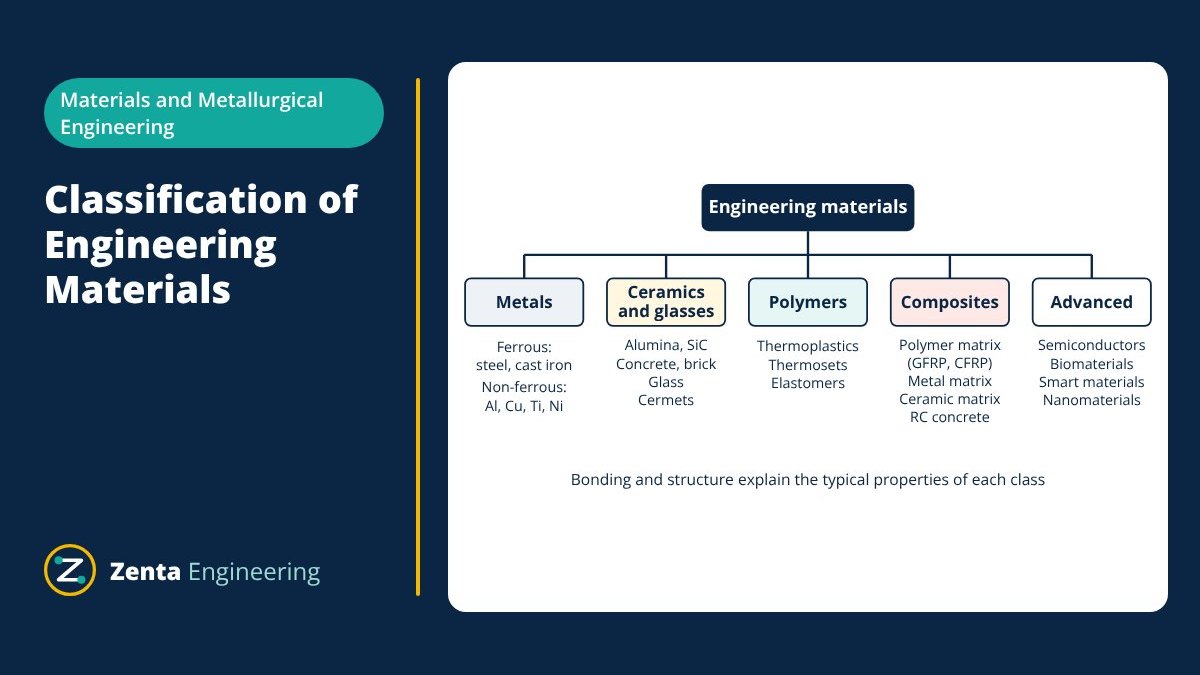 Materials and Metallurgical
Engineering
Classification of
Engineering
Materials
Zenta Engineering
Engineering materials
Metals
Ferrous:
steel, cast iron
Non-ferrous:
Al, Cu, Ti, Ni
Ceramics
and glasses
Alumina, SiC
Concrete, brick
Glass
Cermets
Polymers
Thermoplastics
Thermosets
Elastomers
Composites
Polymer matrix
(GFRP, CFRP)
Metal matrix
Ceramic matrix
RC concrete
Advanced
Semiconductors
Biomaterials
Smart materials
Nanomaterials
Bonding and structure explain the typical properties of each class